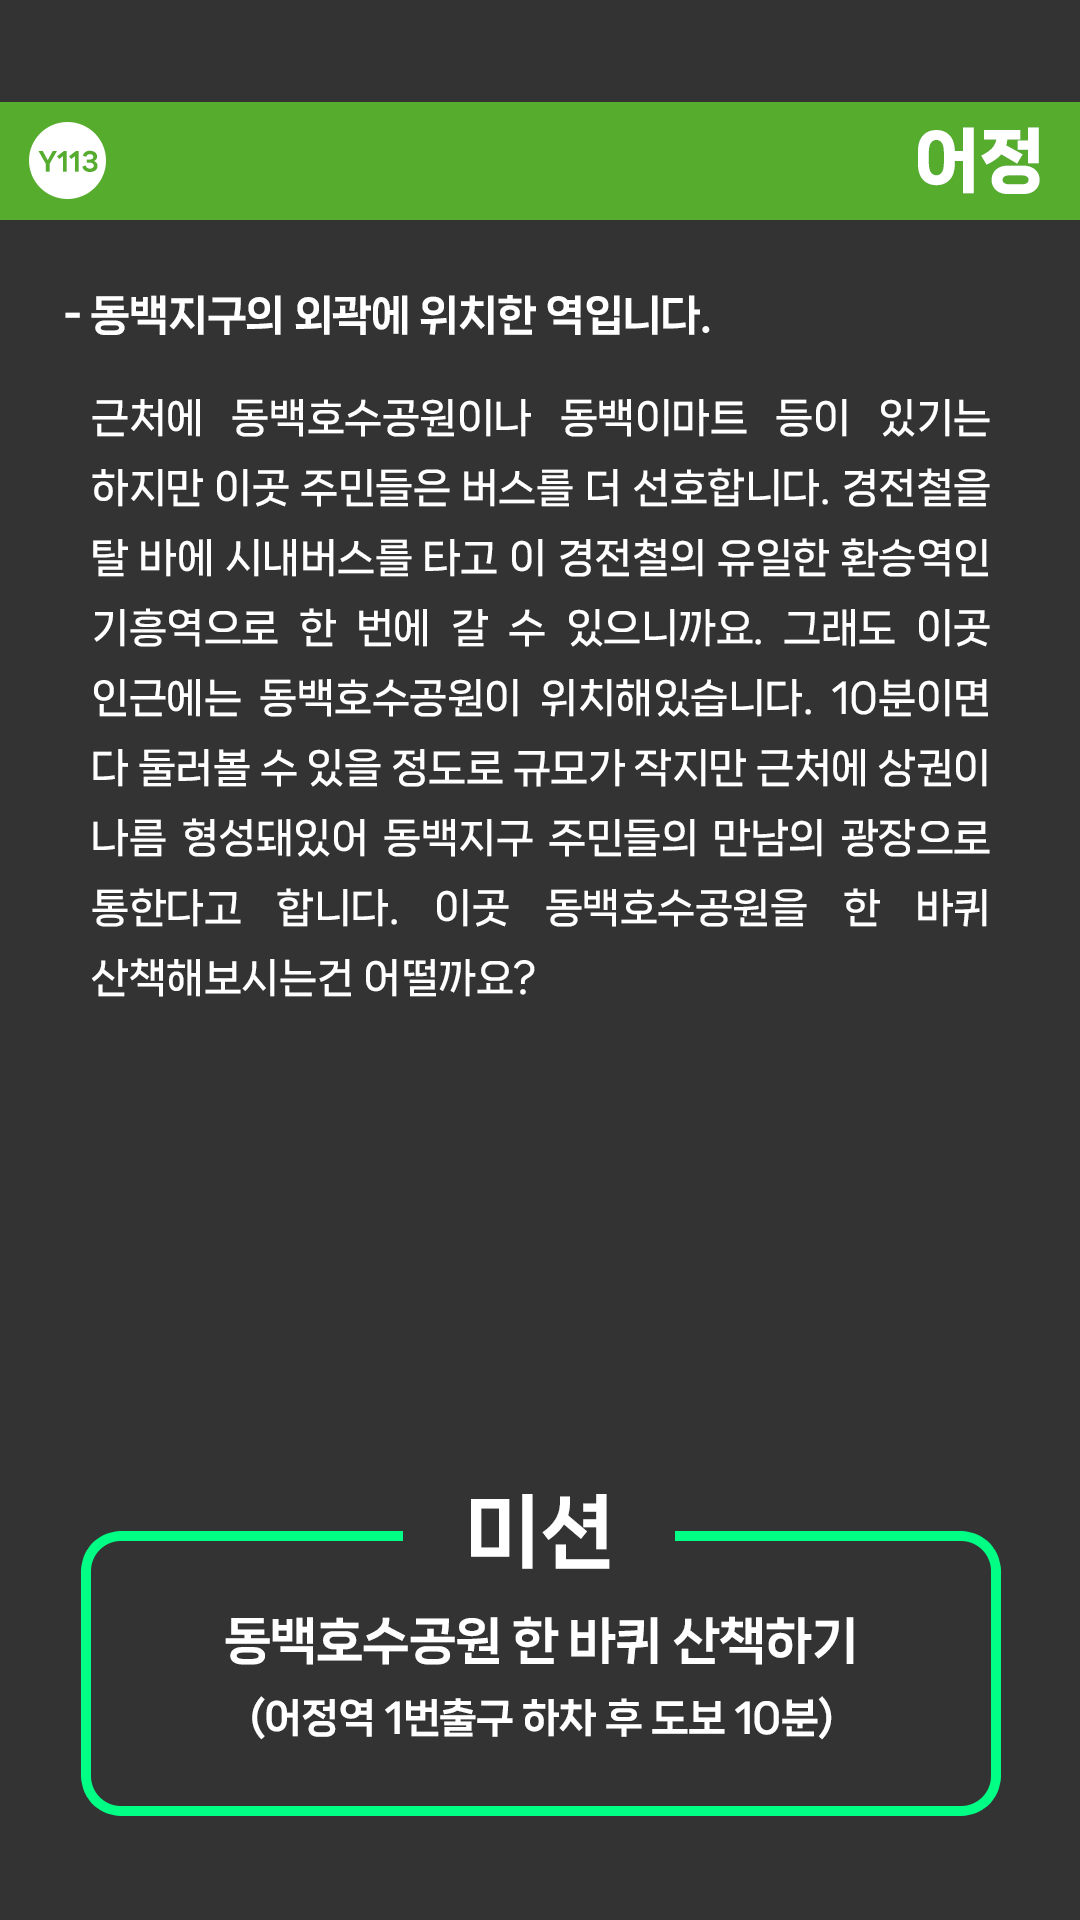 Y113
어정
- 동백지구의 외곽에 위치한 역입니다.
근처에 동백호수공원이나 동백이마트 등이 있기는
하지만 이곳 주민들은 버스를 더 선호합니다. 경전철을
탈 바에 시내버스를 타고 이 경전철의 유일한 환승역인
기흥역으로 한 번에 갈 수 있으니까요. 그래도 이곳
인근에는 동백호수공원이 위치해있습니다. 10분이면
다 둘러볼 수 있을 정도로 규모가 작지만 근처에 상권이
나름 형성돼있어 동백지구 주민들의 만남의 광장으로
통한다고 합니다. 이곳 동백호수공원을 한 바퀴
산책해보시는건 어떨까요?
미션
동백호수공원 한 바퀴 산책하기
(어정역 1번출구 하차 후 도보 10분)